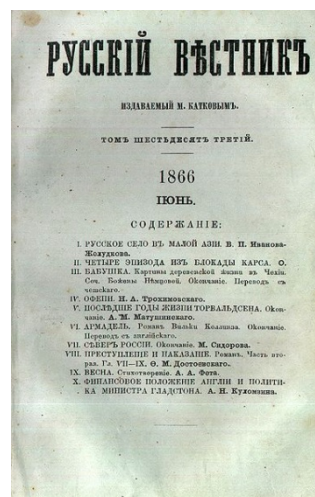 РУССКІЙ ВѢСТНИКЪ
ИЗДАВАЕМЫЙ М. КАТКОВЫМЪ.
ТОМЪ ШЕСТЬДЕСЯТЪ ТРЕТІЙ.
1866
ІЮНЬ.
СОДЕРЖАНІЕ:
I. РУССКОЕ СЕЛО ВЪ МАЛОЙ АЗІИ. В. П. Иванова-
Желудкова.
II. ЧЕТЫРЕ ЭПИЗОДА ИЗЪ БЛОКАДЫ КАРСА. О.
III. БАБУШКА. Картины деревенской жизни въ Чехіи.
Соч. Божены Нѣмцовой. Окончаніе. Переводъ съ
чешскаго.
IV. ОФЕНИ. И. А. Трохимовскаго.
V. ПОСЛѢДНІЕ ГОДЫ ЖИЗНИ ТОРВАЛЬДСЕНА. Окон-
чаніе. А. М. Матушинскаго.
VI. АРМАДЕЛЬ. Романъ Вильки Коллинза. Окончаніе.
Переводъ съ англійскаго.
VII. СѢВЕРЪ РОССІИ. Окончаніе. М. Сидорова.
VIII. ПРЕСТУПЛЕНІЕ И НАКАЗАНІЕ. Романъ. Часть вто-
рая. Гл. VII—IX. Ѳ. М. Достоевскаго.
IX. ВЕСНА. Стихотвореніе. А. А. Фета.
X. ФИНАНСОВОЕ ПОЛОЖЕНІЕ АНГЛІИ И ПОЛИТИ-
КА МИНИСТРА ГЛАДСТОНА. А. Н. Куломзина.